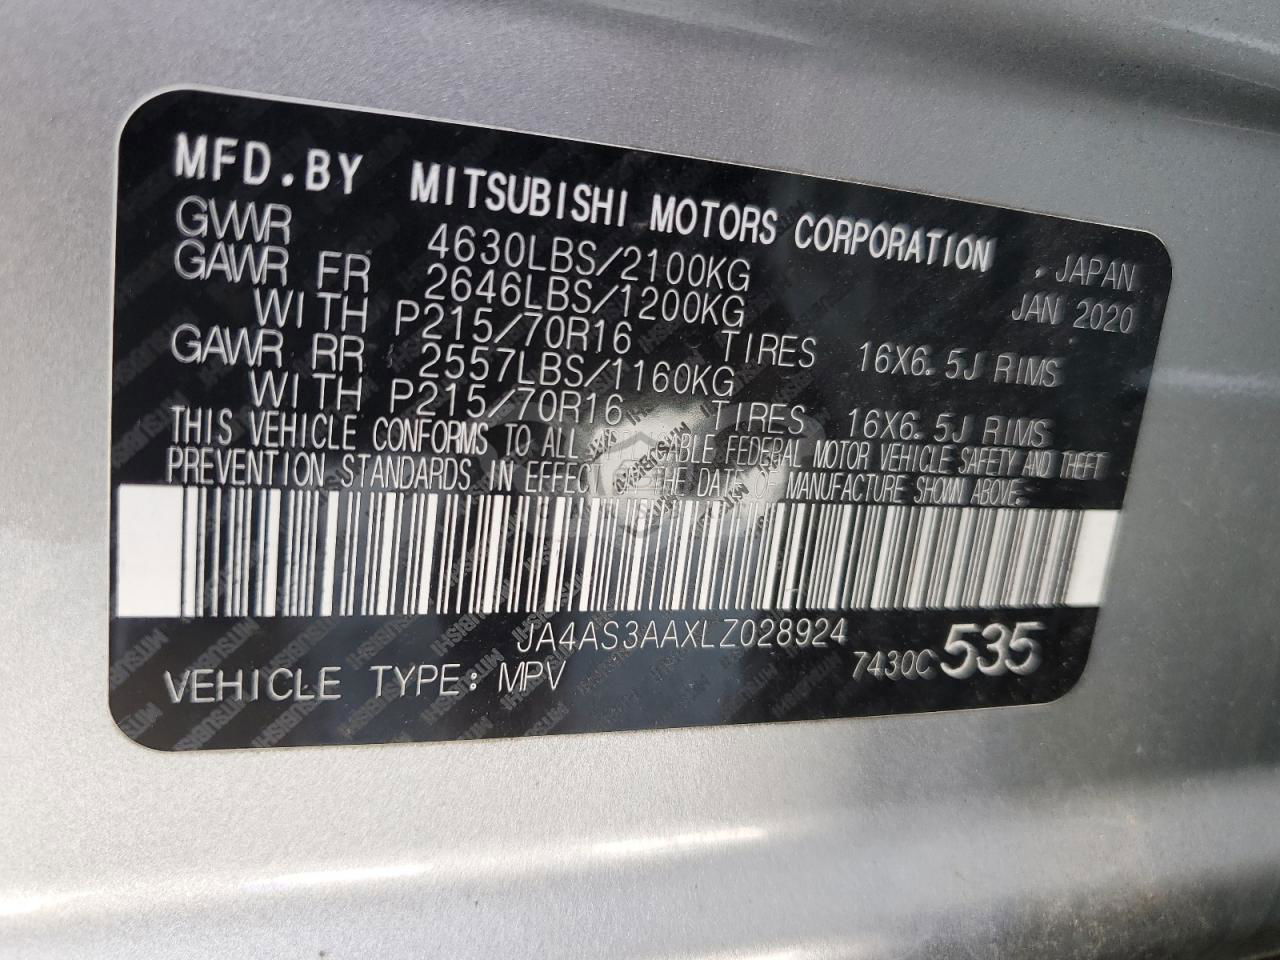 MFD.BY MITSUBISHI MOTORS CORPORATION
GVWR 4630LBS/2100KG JAPAN
GAWR FR 2646LBS/1200KG JAN 2020
WITH P215/70R16 TIRES 16X6.5J RIMS
GAWR RR 2557LBS/1160KG
WITH P215/70R16 TIRES 16X6.5J RIMS
THIS VEHICLE CONFORMS TO ALL FEDERAL MOTOR VEHICLE SAFETY AND THEFT
PREVENTION STANDARDS IN EFFECT ON THE DATE OF MANUFACTURE SHOWN ABOVE.
JA4AS3AAXLZ028924
VEHICLE TYPE: MPV 7430C 535